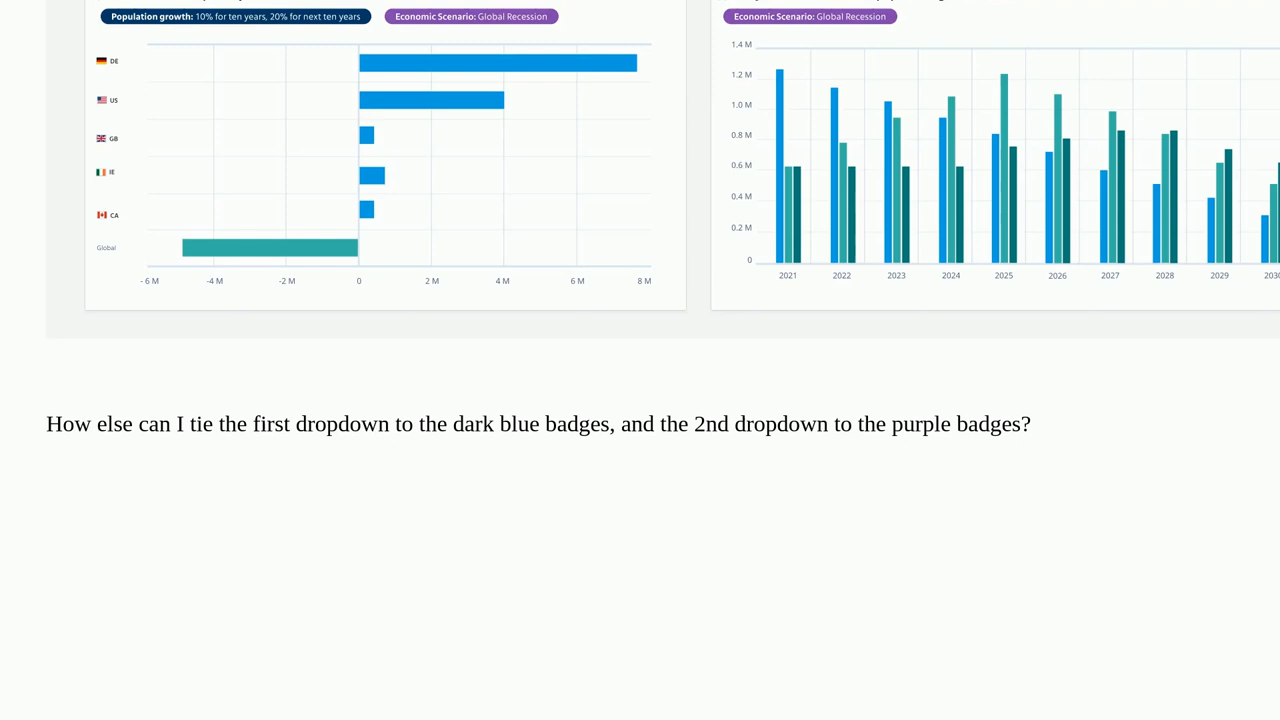 Population growth: 10% for ten years, 20% for next ten years
Economic Scenario: Global Recession
DE
US
GB
IE
CA
Global
- 6 M -4 M -2 M 0 2 M 4 M 6 M 8 M
Economic Scenario: Global Recession
1.4 M
1.2 M
1.0 M
0.8 M
0.6 M
0.4 M
0.2 M
0
2021 2022 2023 2024 2025 2026 2027 2028 2029
How else can I tie the first dropdown to the dark blue badges, and the 2nd dropdown to the purple badges?